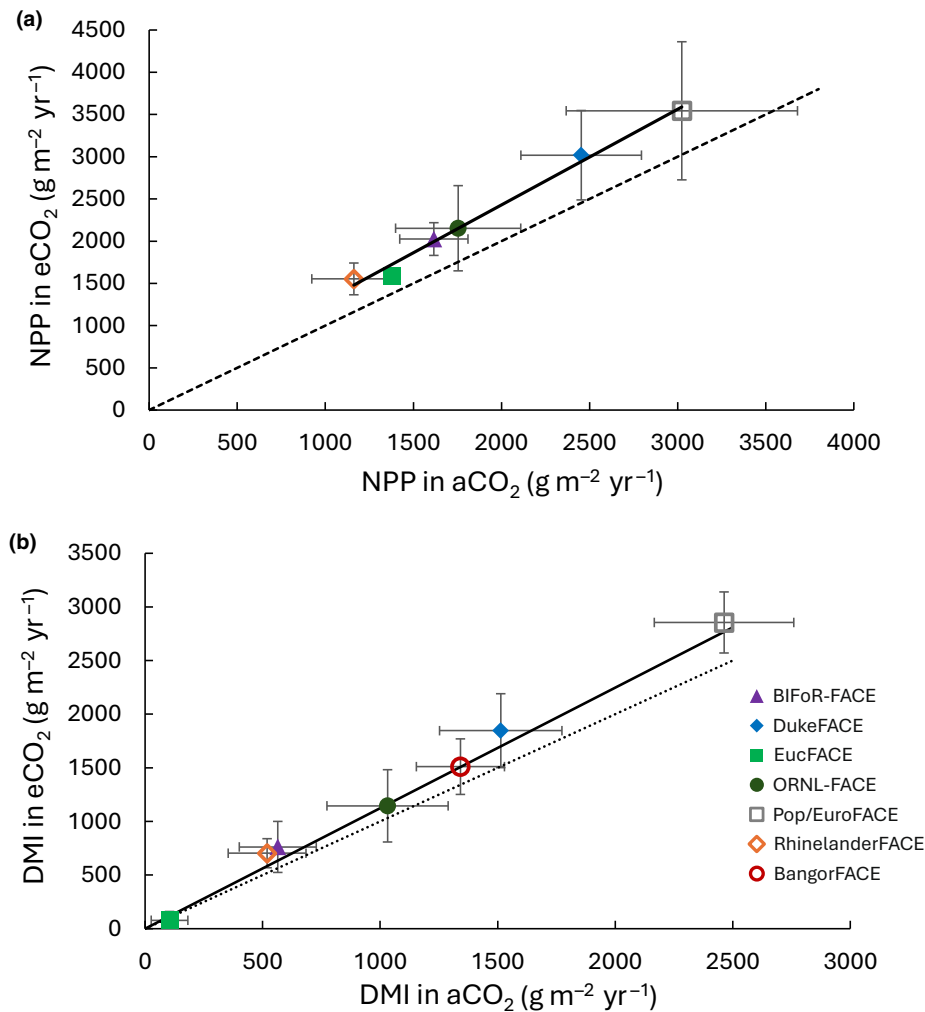 (a)
4500
4000
3500
3000
2500
2000
1500
1000
500
0
NPP in eCO₂ (g m⁻² yr⁻¹)
0 500 1000 1500 2000 2500 3000 3500 4000
NPP in aCO₂ (g m⁻² yr⁻¹)
(b)
3500
3000
2500
2000
1500
1000
500
0
DMI in eCO₂ (g m⁻² yr⁻¹)
BIFoR-FACE
DukeFACE
EucFACE
ORNL-FACE
Pop/EuroFACE
RhinelanderFACE
BangorFACE
0 500 1000 1500 2000 2500 3000
DMI in aCO₂ (g m⁻² yr⁻¹)